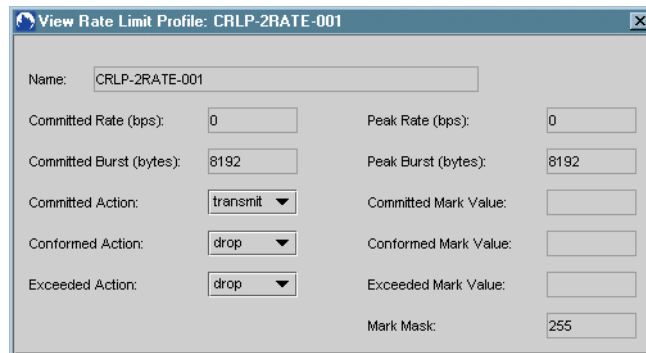 View Rate Limit Profile: CRLP-2RATE-001
Name: CRLP-2RATE-001
Committed Rate (bps): 0 Peak Rate (bps): 0
Committed Burst (bytes): 8192 Peak Burst (bytes): 8192
Committed Action: transmit Committed Mark Value:
Conformed Action: drop Conformed Mark Value:
Exceeded Action: drop Exceeded Mark Value:
Mark Mask: 255